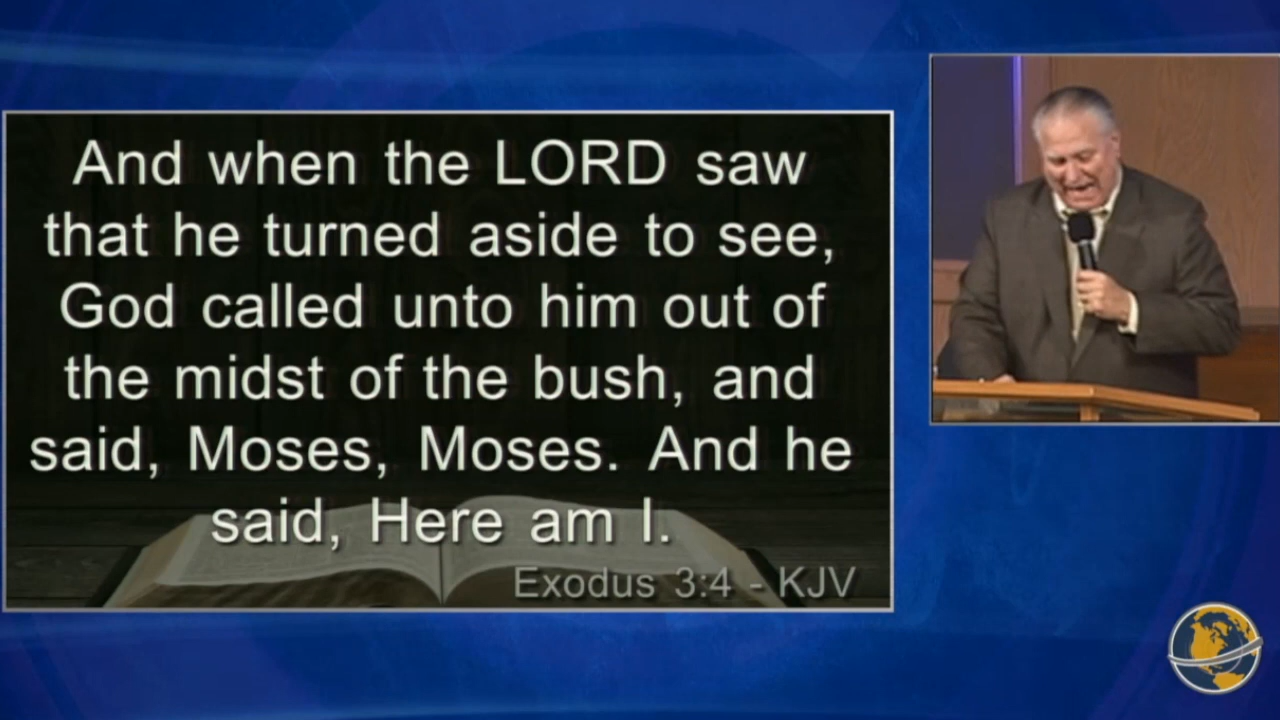 And when the LORD saw
that he turned aside to see,
God called unto him out of
the midst of the bush, and
said, Moses, Moses. And he
said, Here am I.
Exodus 3:4 - KJV